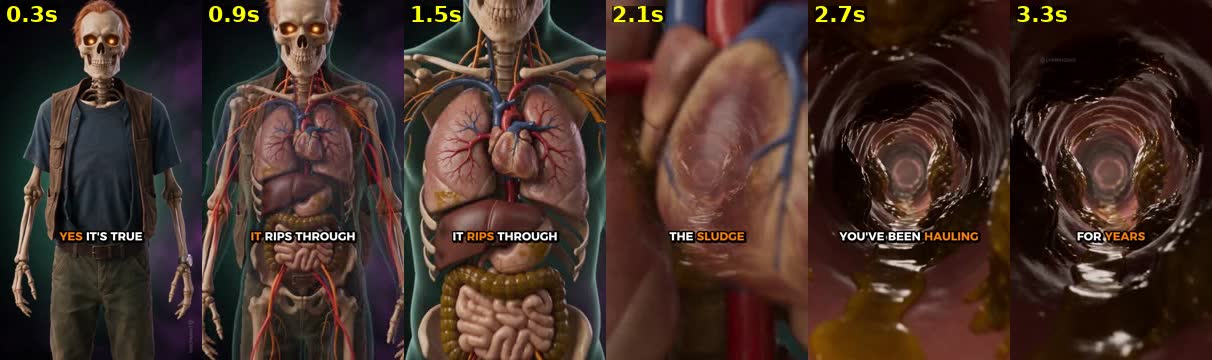 0.3s
0.9s
1.5s
2.1s
2.7s
3.3s
YES IT'S TRUE
IT RIPS THROUGH
IT RIPS THROUGH
THE SLUDGE
YOU'VE BEEN HAULING
FOR YEARS